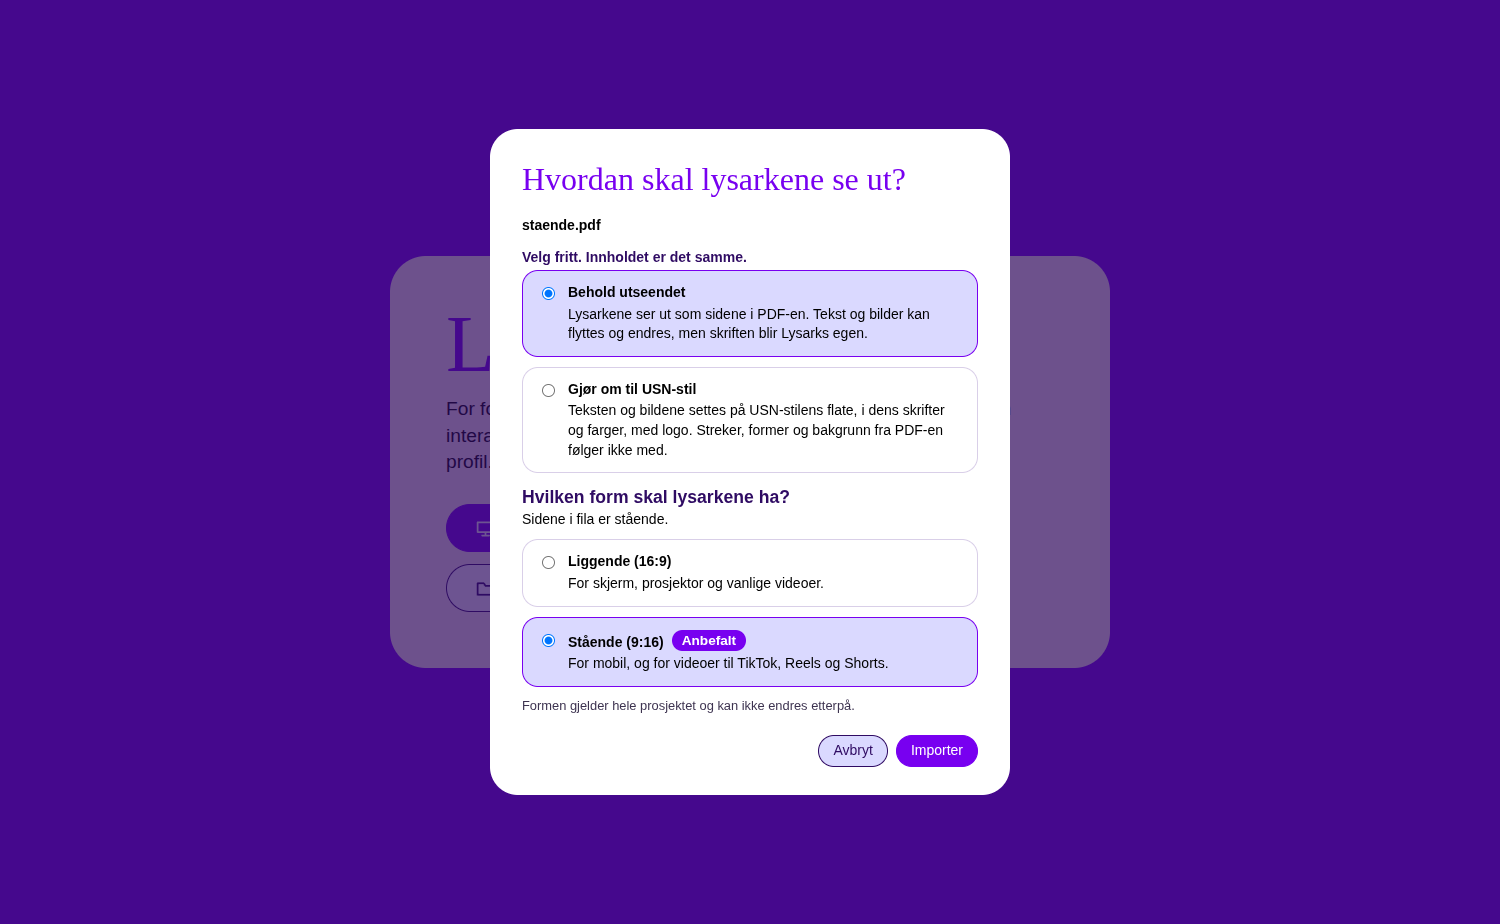 Hvordan skal lysarkene se ut?
staende.pdf
Velg fritt. Innholdet er det samme.
Behold utseendet
Lysarkene ser ut som sidene i PDF-en. Tekst og bilder kan
flyttes og endres, men skriften blir Lysarks egen.
Gjør om til USN-stil
Teksten og bildene settes på USN-stilens flate, i dens skrifter
og farger, med logo. Streker, former og bakgrunn fra PDF-en
følger ikke med.
Hvilken form skal lysarkene ha?
Sidene i fila er stående.
Liggende (16:9)
For skjerm, prosjektor og vanlige videoer.
Stående (9:16) Anbefalt
For mobil, og for videoer til TikTok, Reels og Shorts.
Formen gjelder hele prosjektet og kan ikke endres etterpå.
Avbryt Importer
L
For
profil.